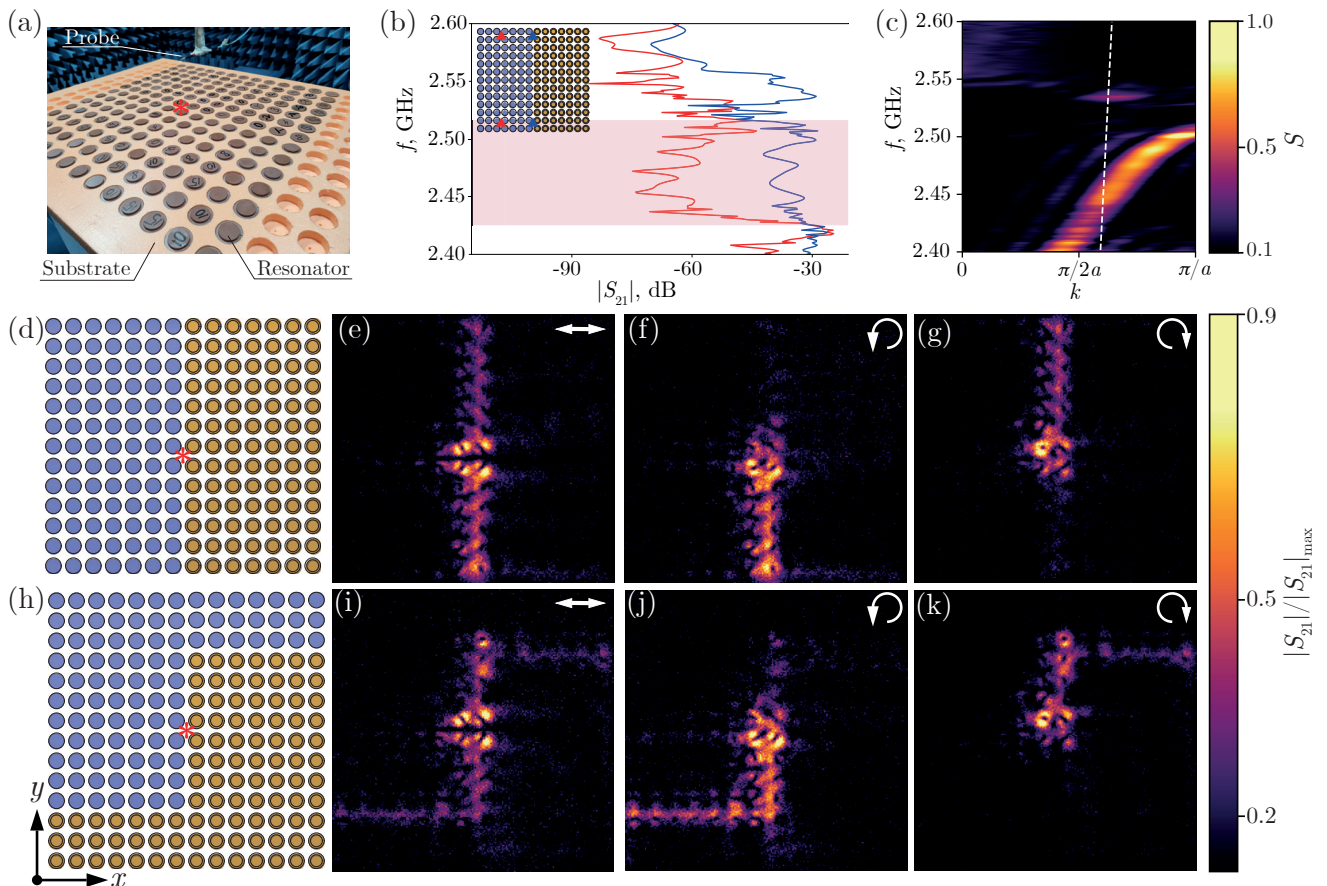 (a)
Probe
Substrate
Resonator
(b)
f, GHz
2.60
2.55
2.50
2.45
2.40
-90
-60
-30
|S₂₁|, dB
(c)
f, GHz
2.60
2.55
2.50
2.45
2.40
0
π/2a
π/a
k
1.0
0.5
0.1
S
(d)
(e)
(f)
(g)
0.9
0.5
0.2
|S₂₁|/|S₂₁|max
(h)
(i)
(j)
(k)
y
x